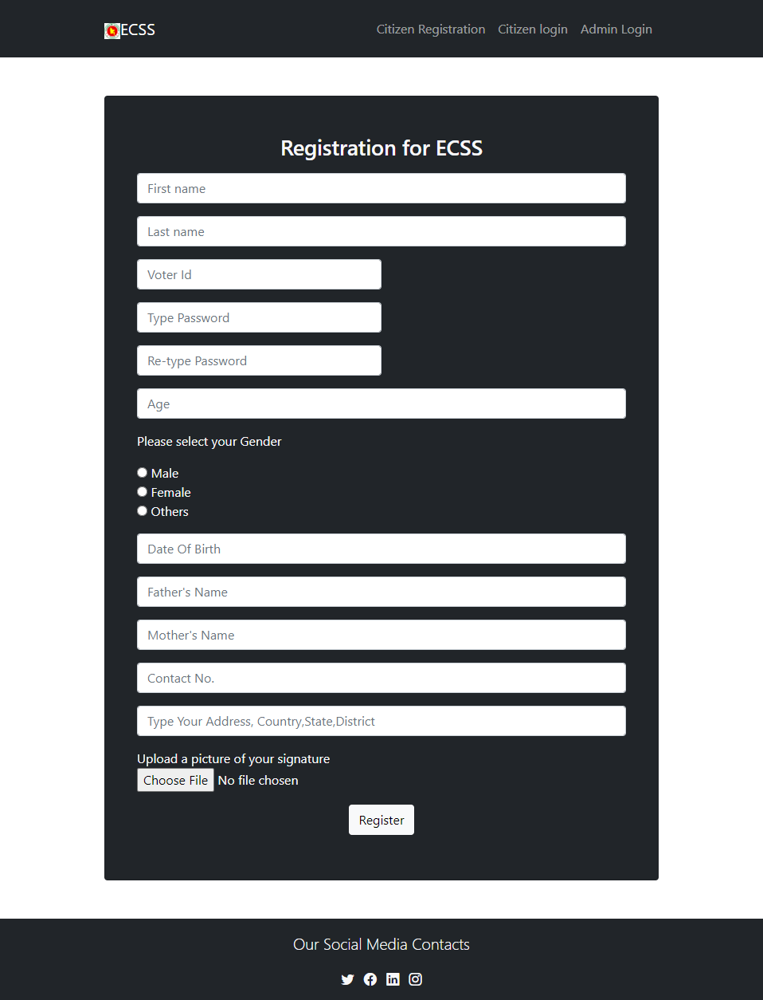 ECSS Citizen Registration Citizen login Admin Login
Registration for ECSS
First name
Last name
Voter Id
Type Password
Re-type Password
Age
Please select your Gender
Male
Female
Others
Date Of Birth
Father's Name
Mother's Name
Contact No.
Type Your Address, Country,State,District
Upload a picture of your signature
Choose File No file chosen
Register
Our Social Media Contacts